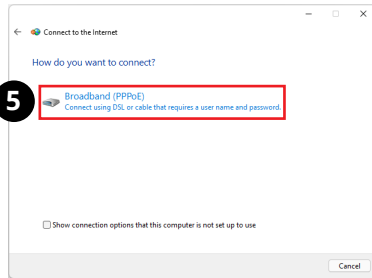 Connect to the Internet
How do you want to connect?
5
Broadband (PPPoE)
Connect using DSL or cable that requires a user name and password.
Show connection options that this computer is not set up to use
Cancel